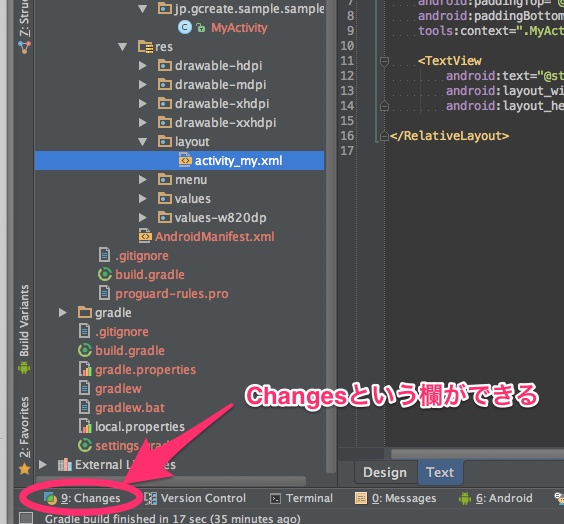 Z: Struc
jp.gcreate.sample.sample
MyActivity
res
drawable-hdpi
drawable-mdpi
drawable-xhdpi
drawable-xxhdpi
layout
activity_my.xml
menu
values
values-w820dp
AndroidManifest.xml
.gitignore
build.gradle
proguard-rules.pro
gradle
.gitignore
build.gradle
gradle.properties
gradlew
gradlew.bat
local.properties
settings.
External Li
Build Variants
2: Favorites
7 android:paddingTop="@
8 android:paddingBottom
9 tools:context=".MyAct
10
11 <TextView
12 android:text="@st
13 android:layout_wi
14 android:layout_he
15
16 </RelativeLayout>
17
Changesという欄ができる
Design Text
9: Changes Version Control Terminal 0: Messages 6: Android
Gradle build finished in 17 sec (35 minutes ago)